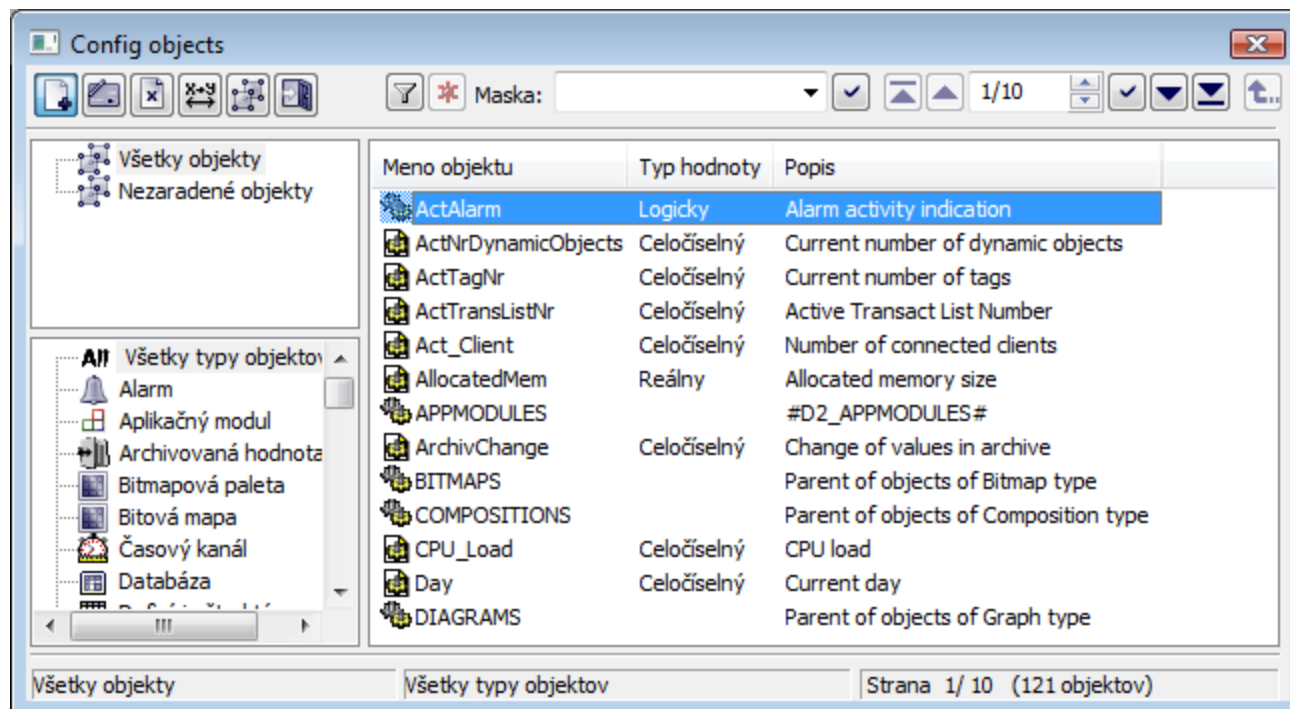 Config objects
Maska: 1/10
Všetky objekty
Nezaradené objekty
All Všetky typy objektov
Alarm
Aplikačný modul
Archivovaná hodnota
Bitmapová paleta
Bitová mapa
Časový kanál
Databáza
Meno objektu Typ hodnoty Popis
ActAlarm Logicky Alarm activity indication
ActNrDynamicObjects Celočíselný Current number of dynamic objects
ActTagNr Celočíselný Current number of tags
ActTransListNr Celočíselný Active Transact List Number
Act_Client Celočíselný Number of connected clients
AllocatedMem Reálny Allocated memory size
APPMODULES #D2_APPMODULES#
ArchivChange Celočíselný Change of values in archive
BITMAPS Parent of objects of Bitmap type
COMPOSITIONS Parent of objects of Composition type
CPU_Load Celočíselný CPU load
Day Celočíselný Current day
DIAGRAMS Parent of objects of Graph type
Všetky objekty Všetky typy objektov Strana 1/ 10 (121 objektov)